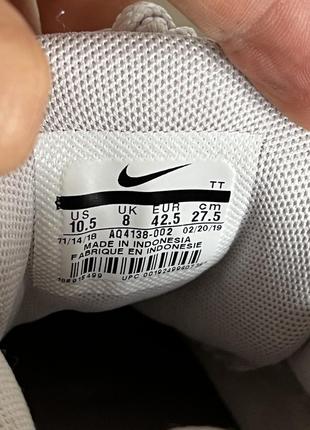 TT
US UK EUR cm
10.5 8 42.5 27.5
11/14/18 AQ4138-002 02/20/19
MADE IN INDONESIA
FABRIQUE EN INDONESIE
UPC